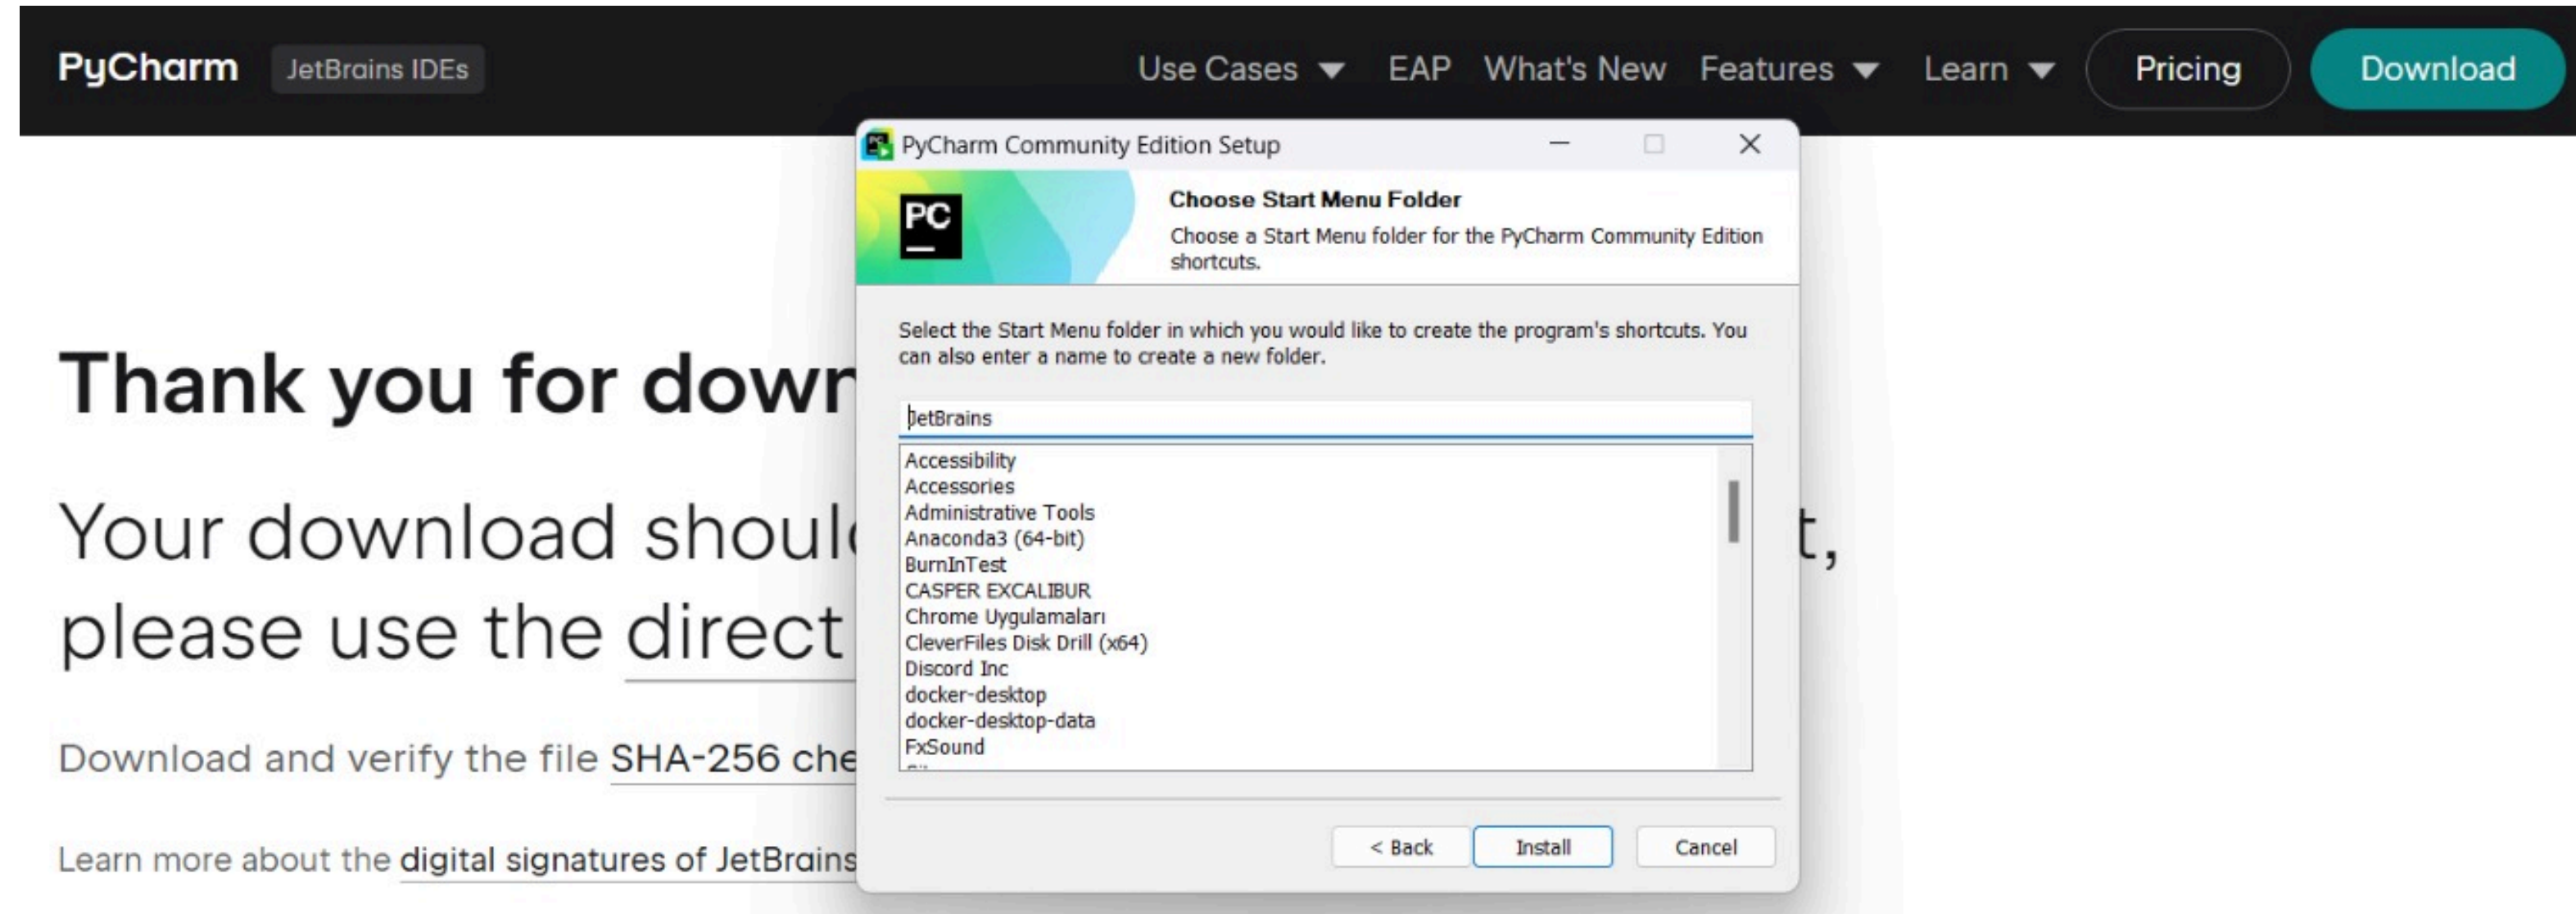 PyCharm JetBrains IDEs Use Cases EAP What's New Features Learn Pricing Download
PyCharm Community Edition Setup
PC
Choose Start Menu Folder
Choose a Start Menu folder for the PyCharm Community Edition
shortcuts.
Select the Start Menu folder in which you would like to create the program's shortcuts. You
can also enter a name to create a new folder.
JetBrains
Accessibility
Accessories
Administrative Tools
Anaconda3 (64-bit)
BurnInTest
CASPER EXCALIBUR
Chrome Uygulamaları
CleverFiles Disk Drill (x64)
Discord Inc
docker-desktop
docker-desktop-data
FxSound
< Back Install Cancel
Thank you for
Your download
please use the direct
Download and verify the file SHA-256
Learn more about the digital signatures of JetBrains